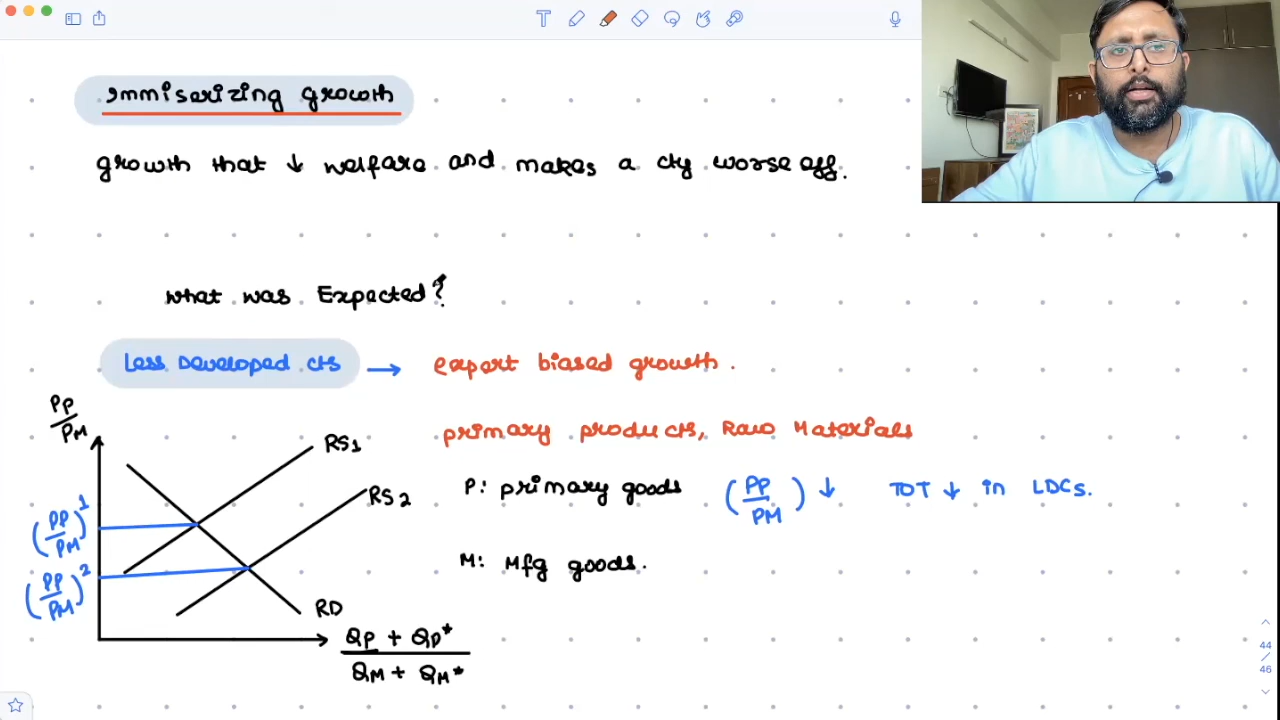 Immiserizing growth
growth that ↓ welfare and makes a cty worse off.
What was Expected?
Less Developed cts → export biased growth.
primary products, Raw Materials
P: primary goods (PP/PM) ↓ TOT ↓ in LDCs.
M: Mfg goods.
PP/PM
RS1
RS2
(PP/PM)^1
(PP/PM)^2
RD
QP + QP*
QM + QM*
44
/
46